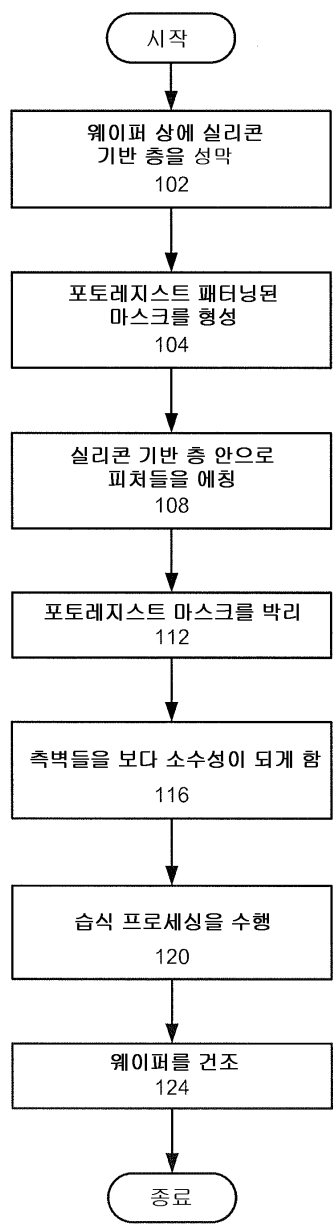 시작
웨이퍼 상에 실리콘
기반 층을 성막
102
포토레지스트 패터닝된
마스크를 형성
104
실리콘 기반 층 안으로
피처들을 에칭
108
포토레지스트 마스크를 박리
112
측벽들을 보다 소수성이 되게 함
116
습식 프로세싱을 수행
120
웨이퍼를 건조
124
종료